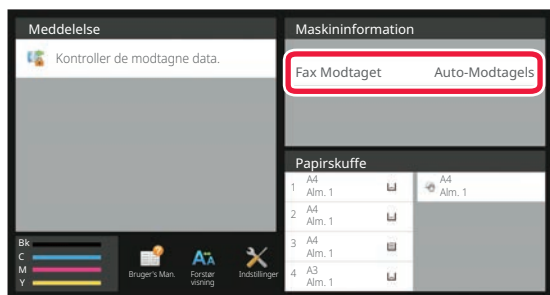 Meddelelse
Kontroller de modtagne data.
Maskininformation
Fax Modtaget Auto-Modtagels
Papirskuffe
1 A4
Alm. 1
2 A4
Alm. 1
3 A4
Alm. 1
4 A3
Alm. 1
A4
Alm. 1
Bk
C
M
Y
Bruger's Man.
Forstør
visning
Indstillinger